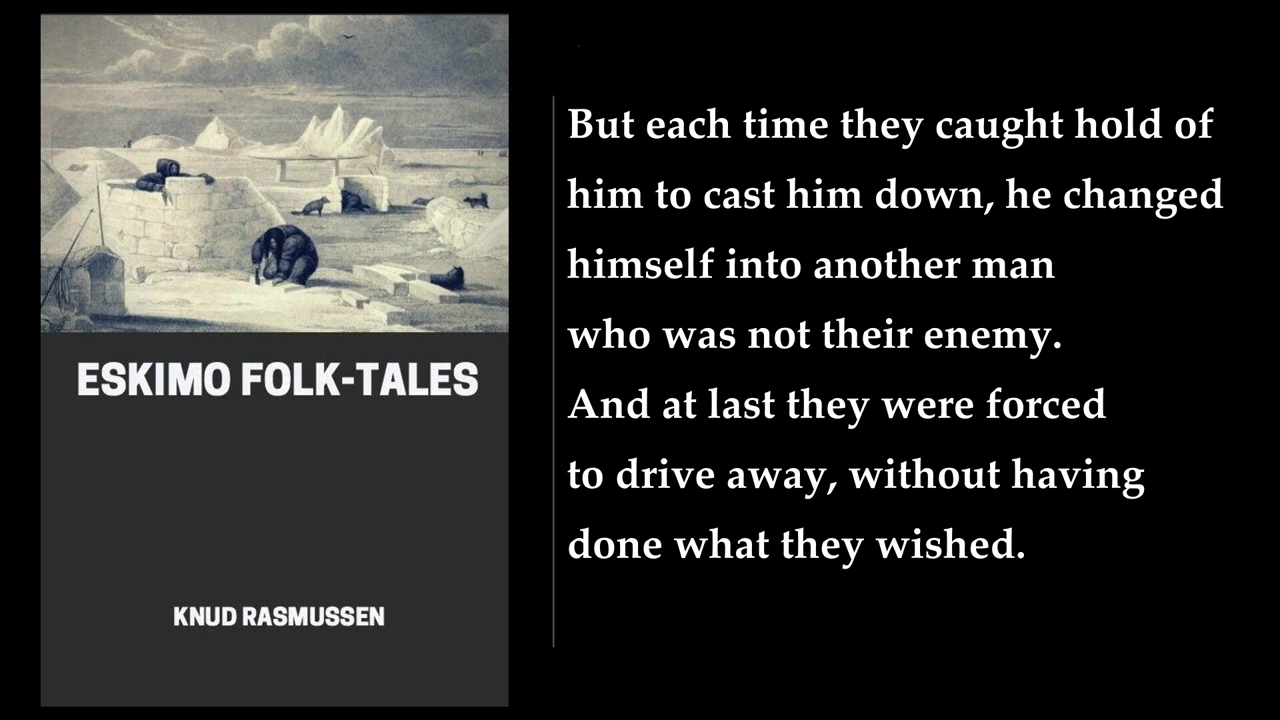 ESKIMO FOLK-TALES
KNUD RASMUSSEN
But each time they caught hold of
him to cast him down, he changed
himself into another man
who was not their enemy.
And at last they were forced
to drive away, without having
done what they wished.